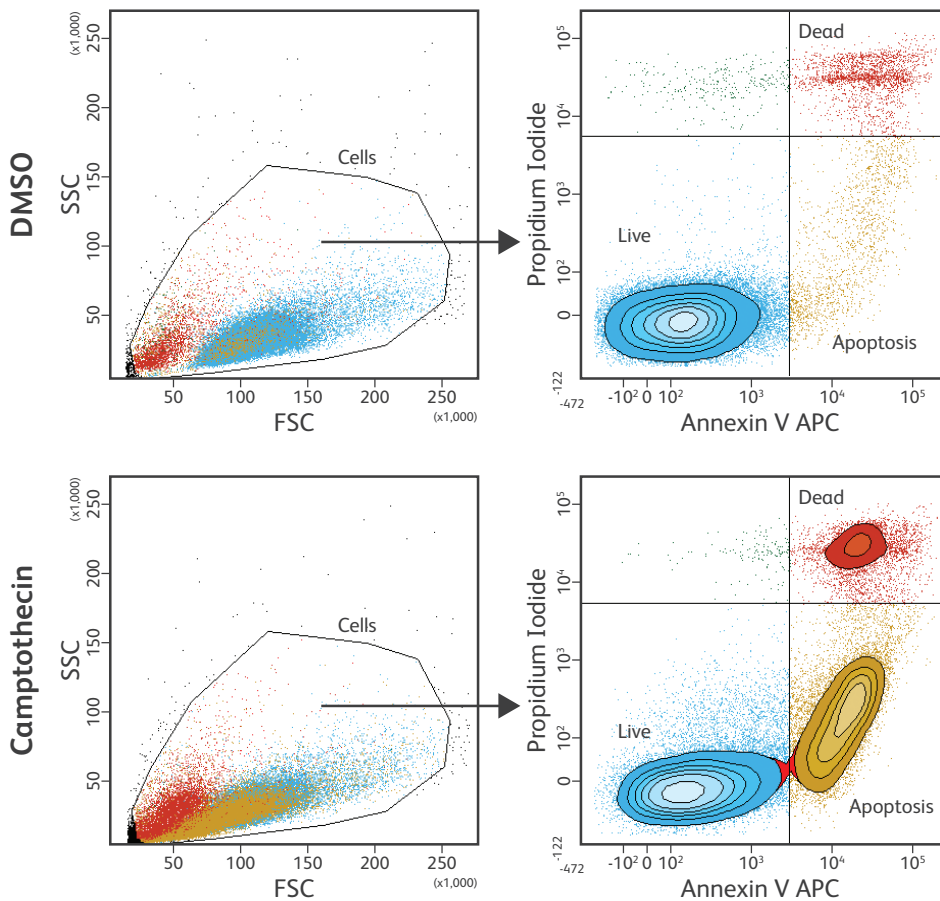 DMSO
(x1,000)
250
200
150
100
50
SSC
Cells
50
100
150
200
250
FSC
(x1,000)
Propidium Iodide
10⁵
10⁴
10³
10²
0
-122
-472
Dead
Live
Apoptosis
-10² 0 10² 10³ 10⁴ 10⁵
Annexin V APC
Camptothecin
(x1,000)
250
200
150
100
50
SSC
Cells
50
100
150
200
250
FSC
(x1,000)
Propidium Iodide
10⁵
10⁴
10³
10²
0
-122
-472
Dead
Live
Apoptosis
-10² 0 10² 10³ 10⁴ 10⁵
Annexin V APC